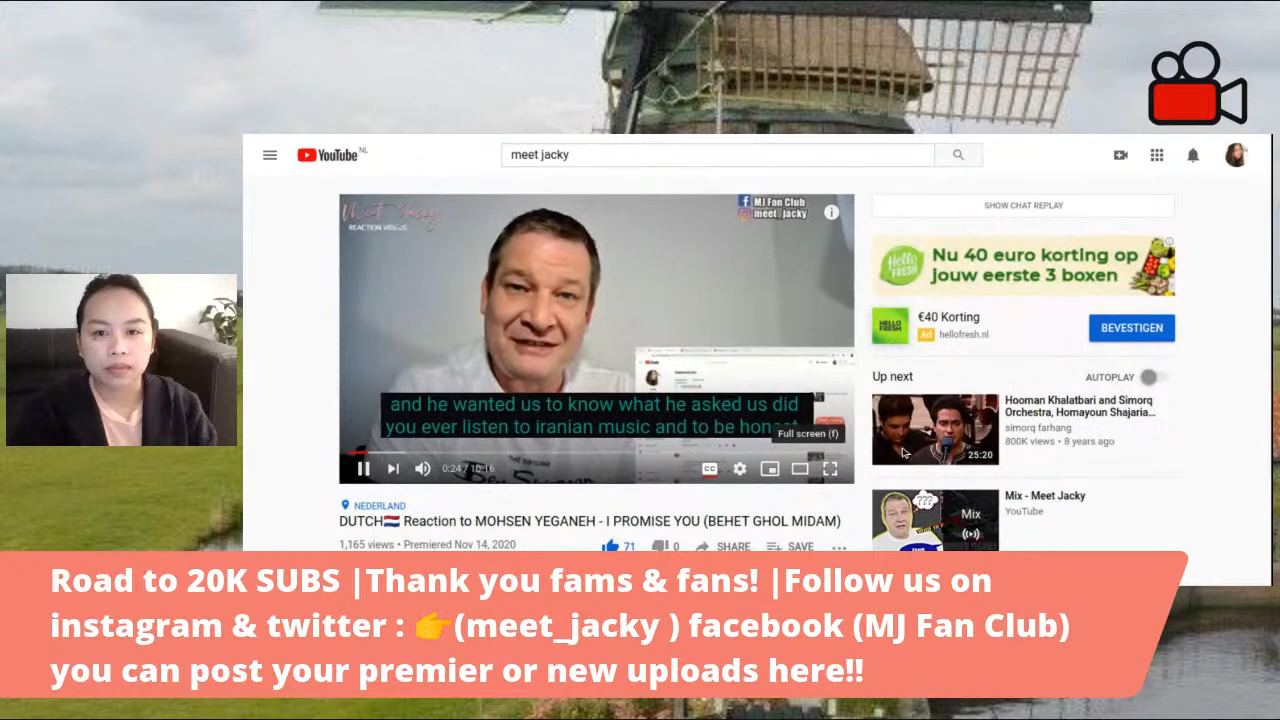 YouTube NL
meet jacky
Meet Jacky
REACTION VIDEOS
MJ Fan Club
meet_jacky
and he wanted us to know what he asked us did
you ever listen to iranian music and to be honest
Full screen (f)
0:24 / 10:16
CC
NEDERLAND
DUTCH🇳🇱 Reaction to MOHSEN YEGANEH - I PROMISE YOU (BEHET GHOL MIDAM)
1,165 views • Premiered Nov 14, 2020
71
0
SHARE
SAVE
SHOW CHAT REPLAY
Hello FRESH
Nu 40 euro korting op
jouw eerste 3 boxen
HELLO FRESH
€40 Korting
Ad hellofresh.nl
BEVESTIGEN
Up next
AUTOPLAY
Hooman Khalatbari and Simorq
Orchestra, Homayoun Shajaria...
simorq farhang
800K views • 8 years ago
25:20
???
Mix
Mix - Meet Jacky
YouTube
Road to 20K SUBS |Thank you fams & fans! |Follow us on
instagram & twitter : 👉(meet_jacky ) facebook (MJ Fan Club)
you can post your premier or new uploads here!!